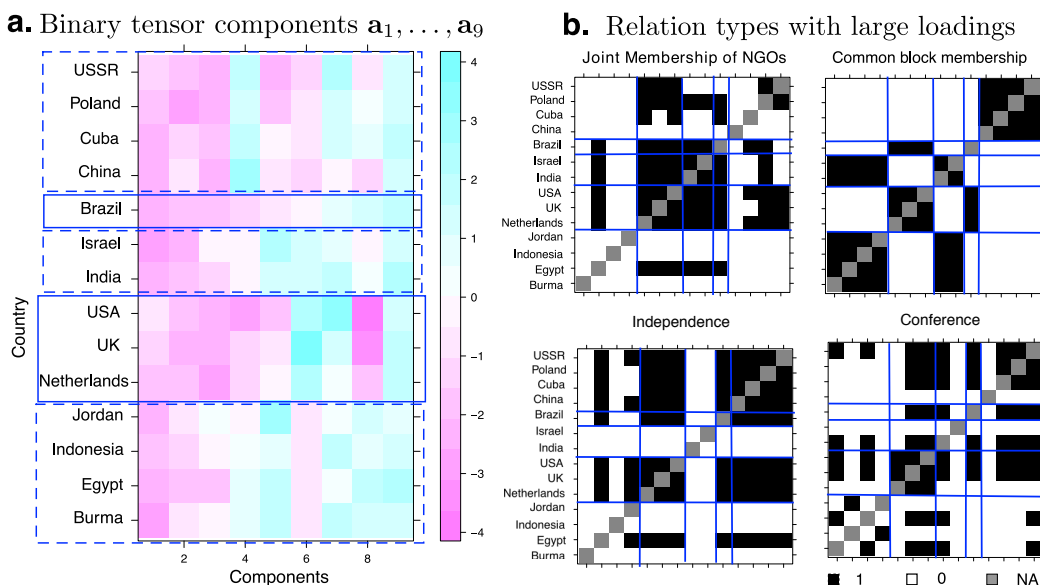 a. Binary tensor components a₁, . . . , a₉
USSR
Poland
Cuba
China
Brazil
Israel
India
USA
UK
Netherlands
Jordan
Indonesia
Egypt
Burma
Country
2
4
6
8
Components
4
3
2
1
0
−1
−2
−3
−4
b. Relation types with large loadings
Joint Membership of NGOs
USSR
Poland
Cuba
China
Brazil
Israel
India
USA
UK
Netherlands
Jordan
Indonesia
Egypt
Burma
Common block membership
Independence
USSR
Poland
Cuba
China
Brazil
Israel
India
USA
UK
Netherlands
Jordan
Indonesia
Egypt
Burma
Conference
1 0 NA